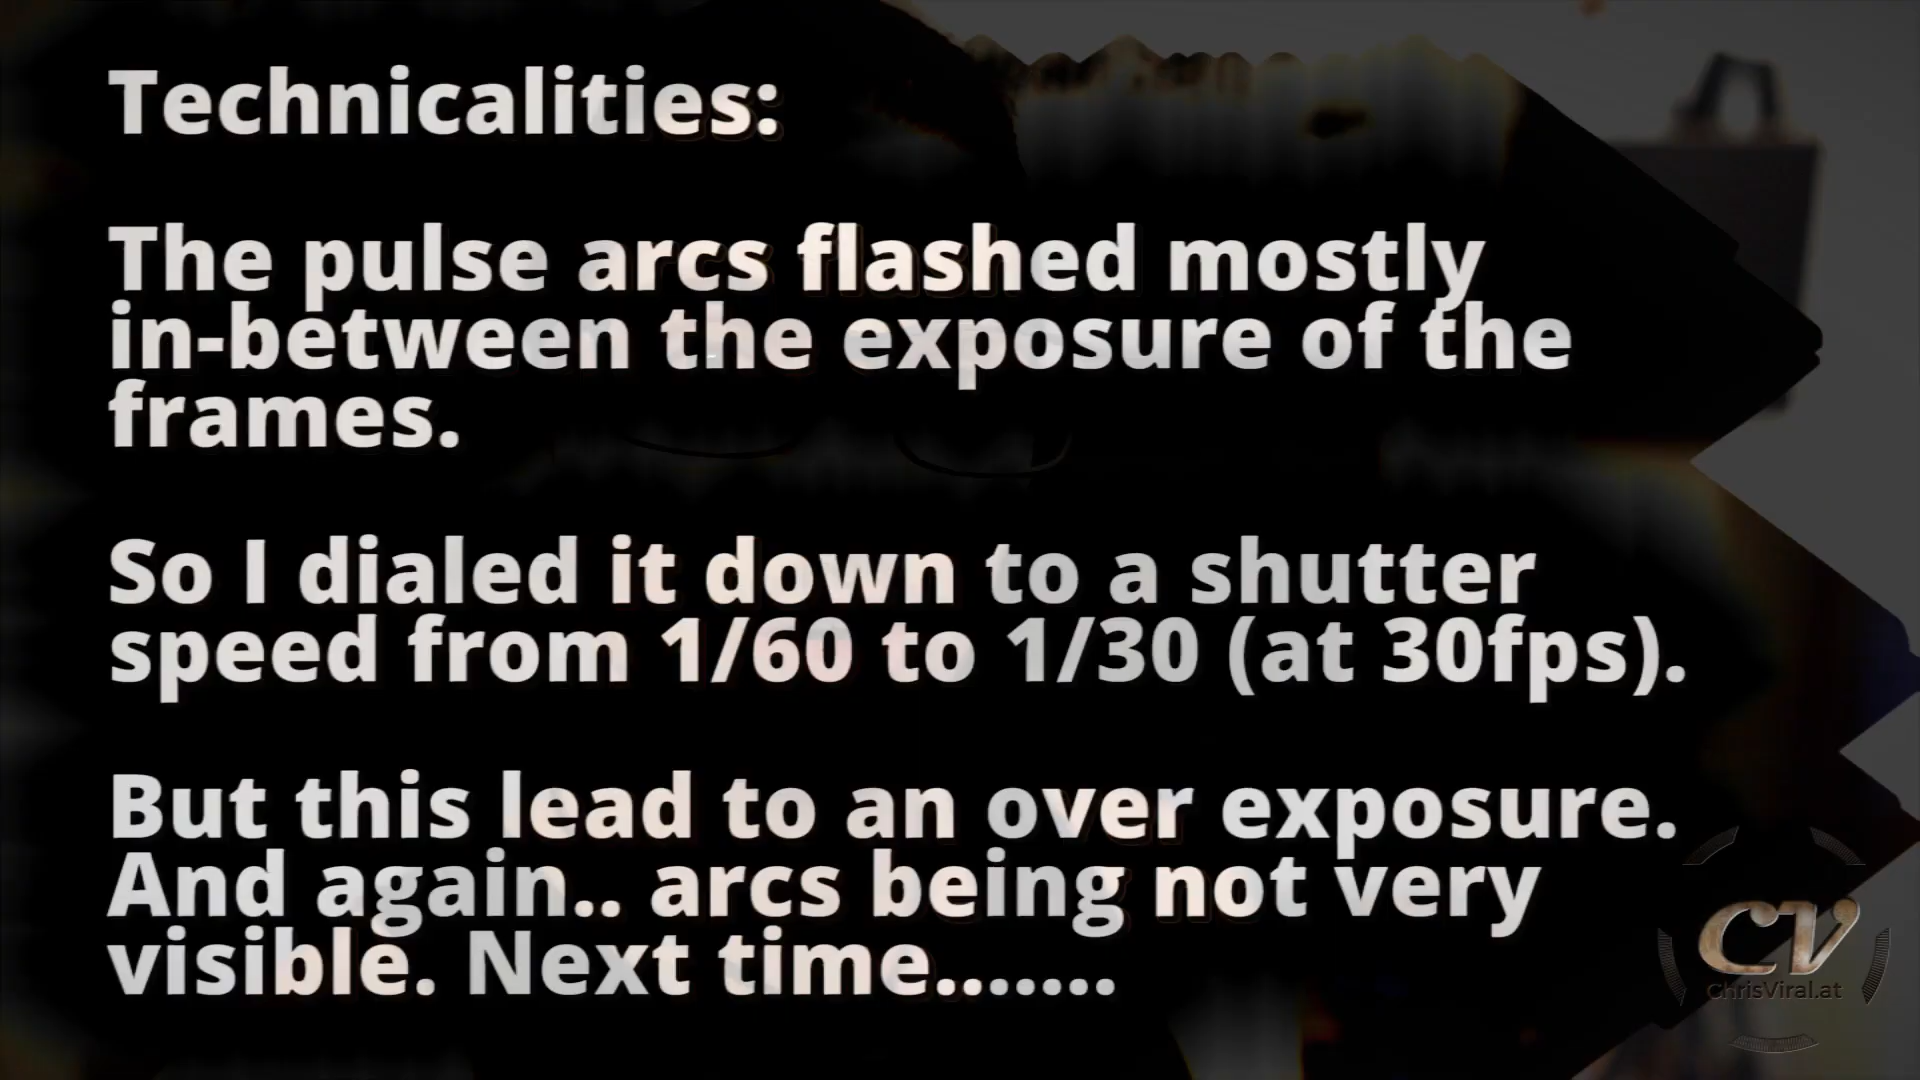 Technicalities:
The pulse arcs flashed mostly
in-between the exposure of the
frames.
So I dialed it down to a shutter
speed from 1/60 to 1/30 (at 30fps).
But this lead to an over exposure.
And again.. arcs being not very
visible. Next time.......
CV
ChrisViral.at